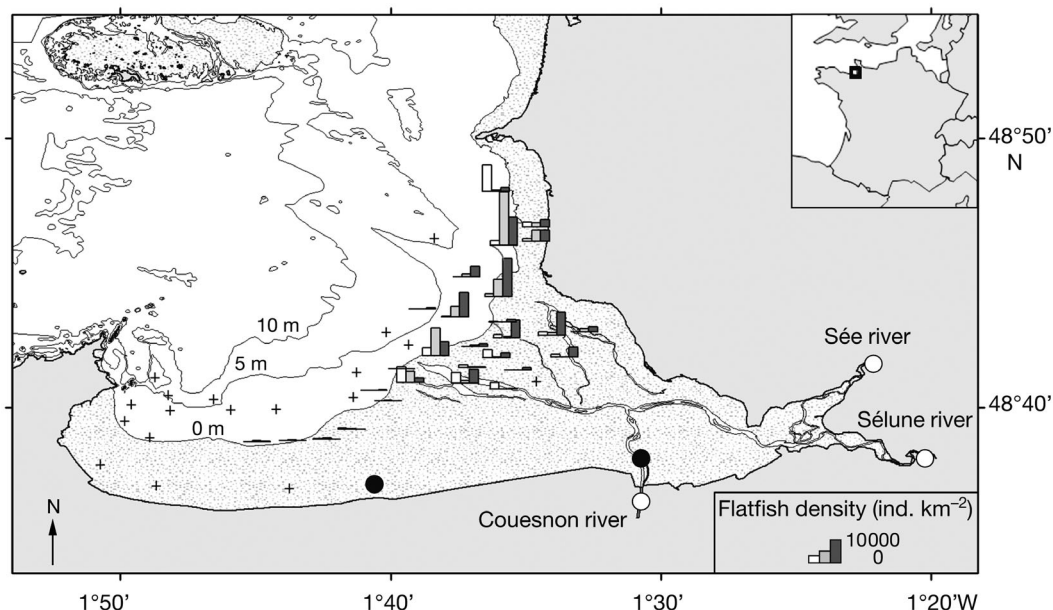 48°50'
N
10 m
5 m
0 m
Sée river
48°40'
Sélune river
Couesnon river
N
Flatfish density (ind. km⁻²)
10000
0
1°50'
1°40'
1°30'
1°20'W